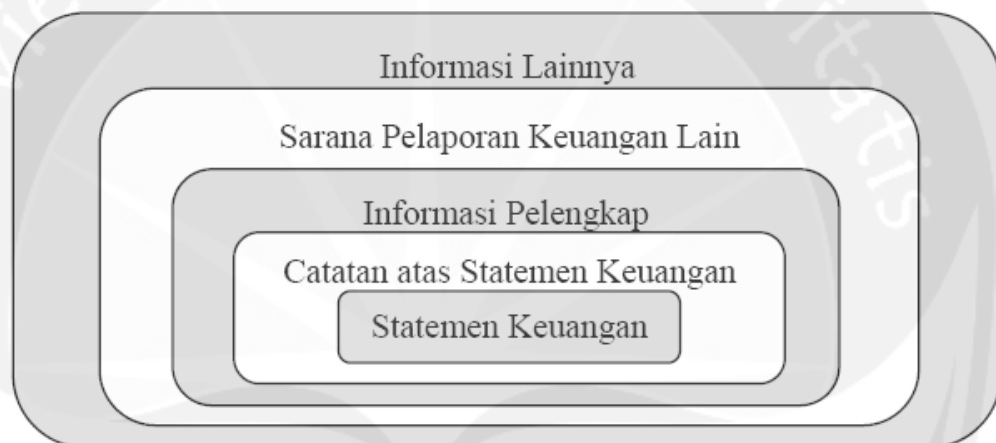 Informasi Lainnya
Sarana Pelaporan Keuangan Lain
Informasi Pelengkap
Catatan atas Statemen Keuangan
Statemen Keuangan